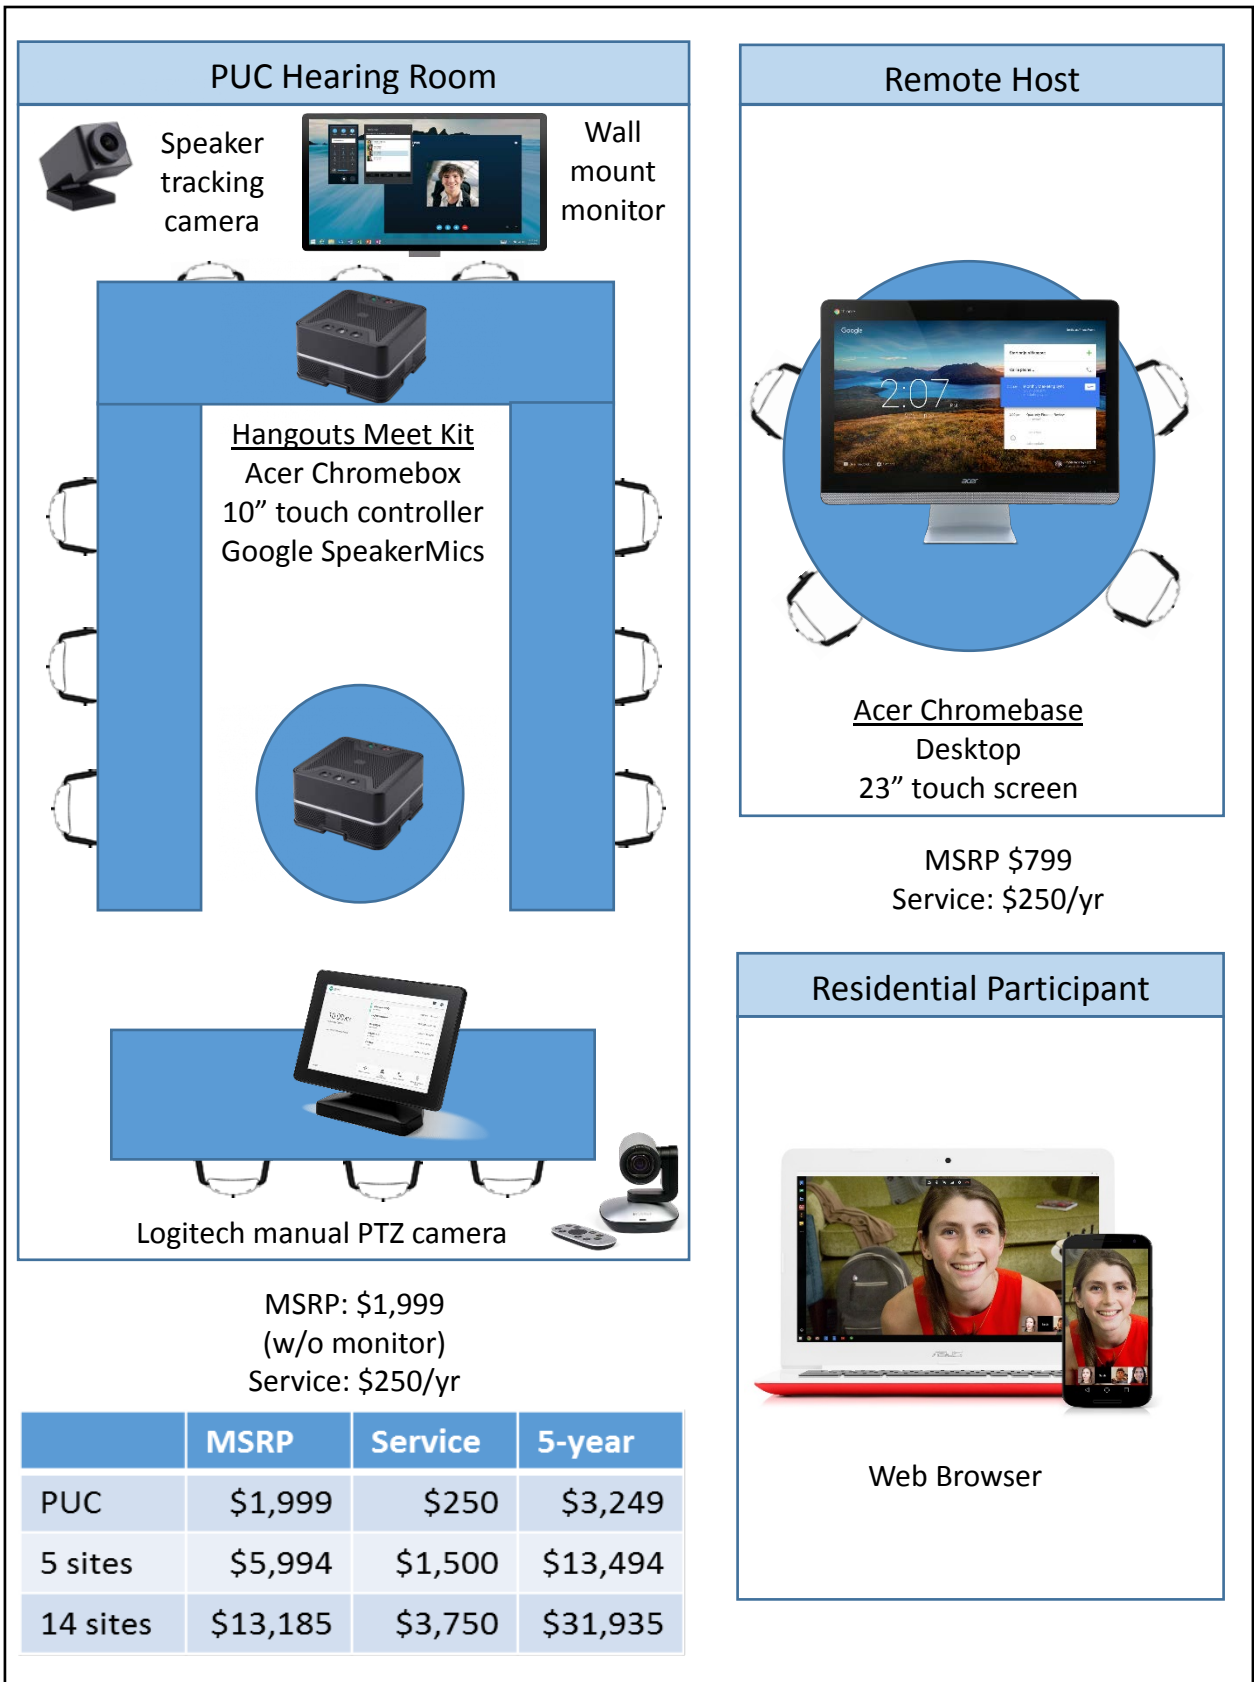 PUC Hearing Room
Speaker
tracking
camera
Wall
mount
monitor
Hangouts Meet Kit
Acer Chromebox
10” touch controller
Google SpeakerMics
Logitech manual PTZ camera
MSRP: $1,999
(w/o monitor)
Service: $250/yr
MSRP Service 5-year
PUC $1,999 $250 $3,249
5 sites $5,994 $1,500 $13,494
14 sites $13,185 $3,750 $31,935
Remote Host
Google
2:07
acer
Acer Chromebase
Desktop
23” touch screen
MSRP $799
Service: $250/yr
Residential Participant
Web Browser